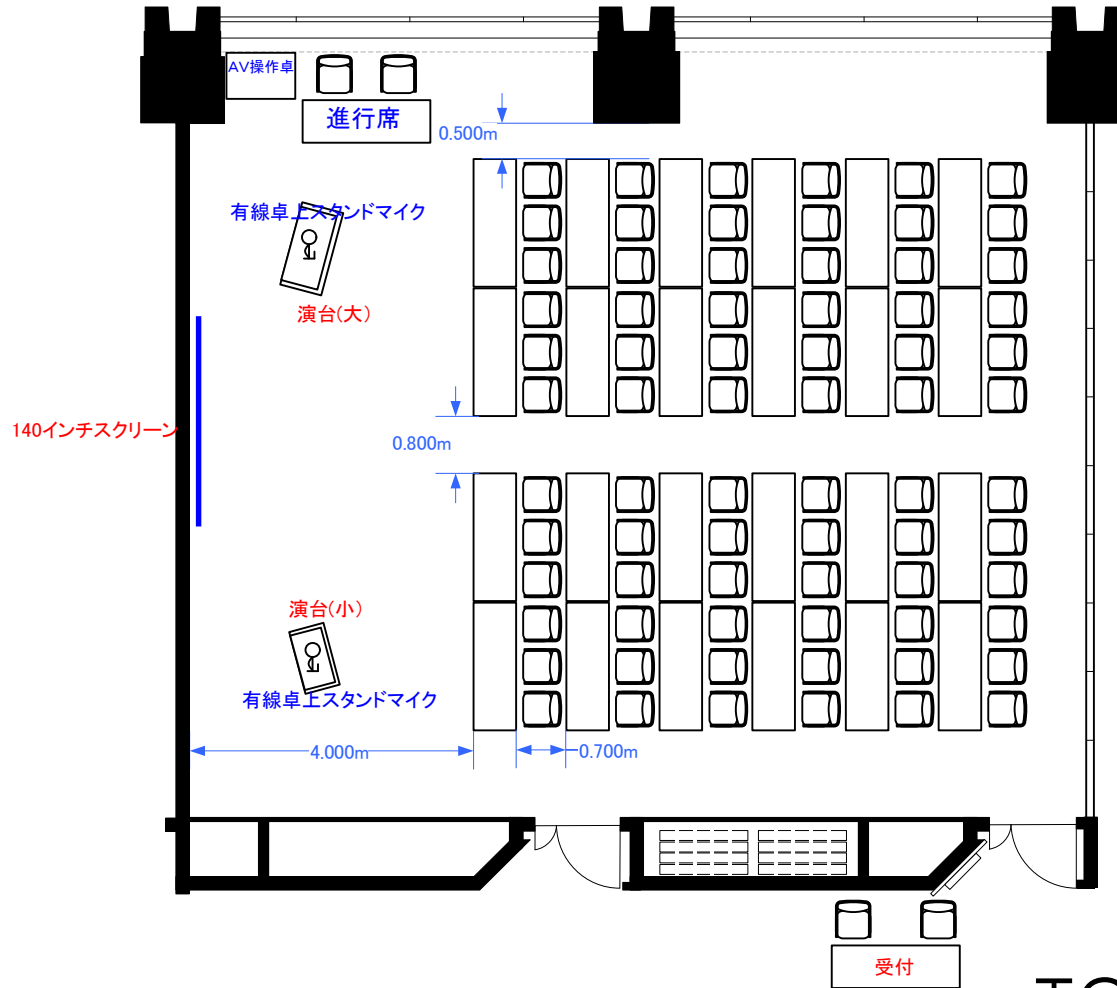 AV操作卓
進行席
0.500m
有線卓上スタンドマイク
演台(大)
140インチスクリーン
0.800m
演台(小)
有線卓上スタンドマイク
4.000m
0.700m
受付